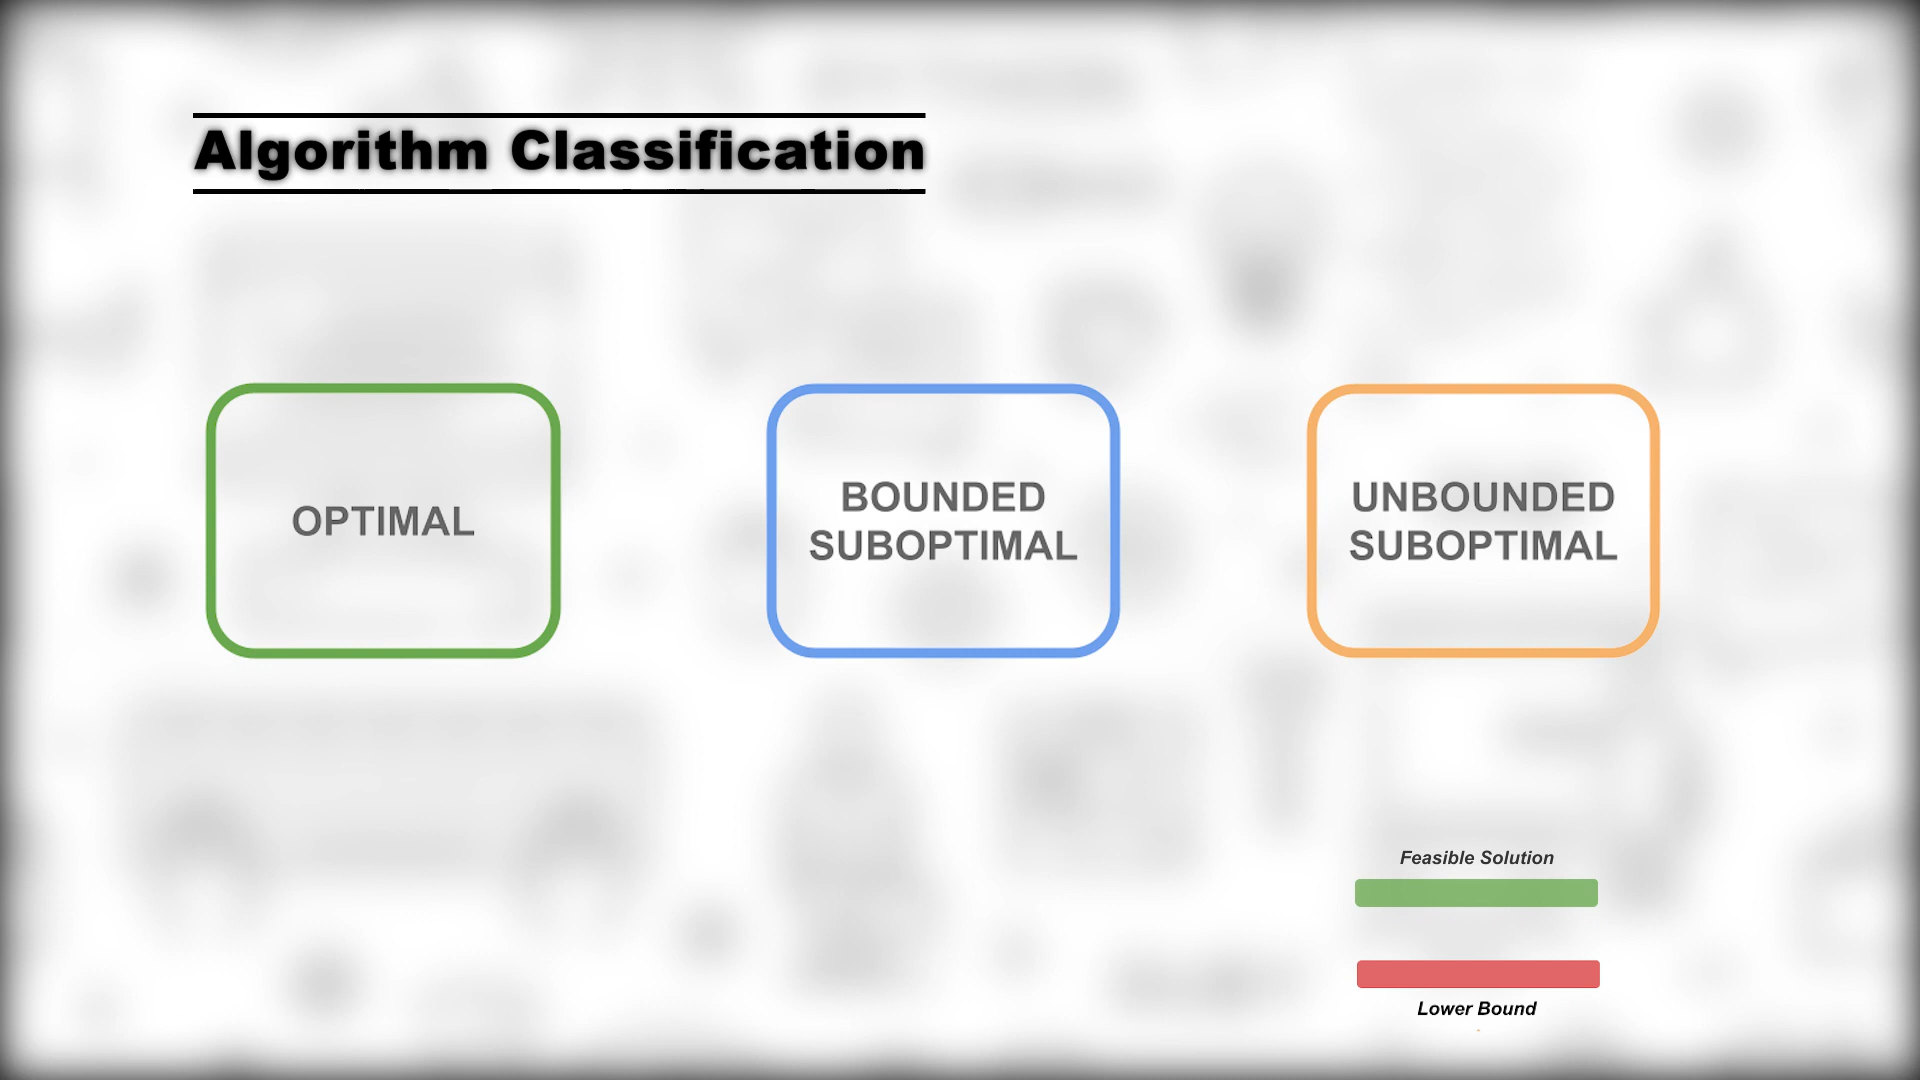 Algorithm Classification
OPTIMAL
BOUNDED
SUBOPTIMAL
UNBOUNDED
SUBOPTIMAL
Feasible Solution
Lower Bound